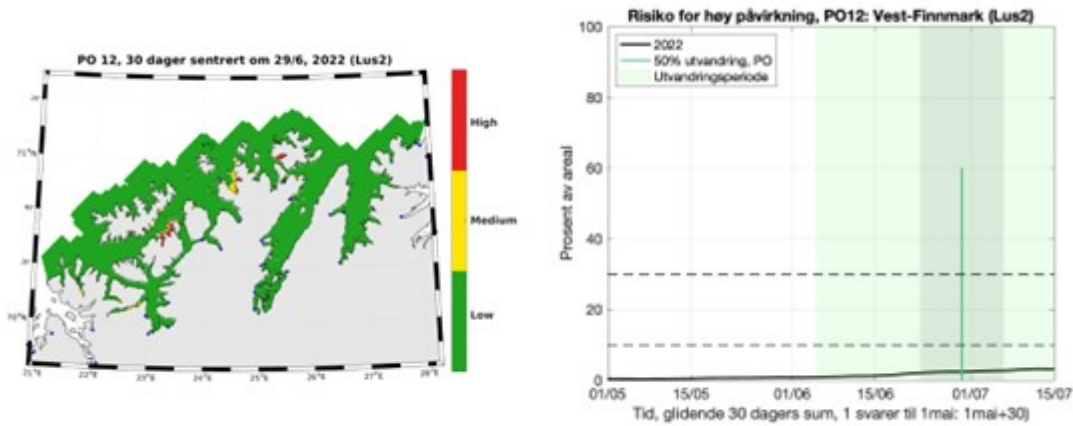 PO 12, 30 dager sentrert om 29/6, 2022 (Lus2)
High
71°N
Medium
70°N
Low
21°E
22°E
23°E
24°E
25°E
26°E
27°E
28°E
Risiko for høy påvirkning, PO12: Vest-Finnmark (Lus2)
2022
50% utvandring, PO
Utvandringsperiode
Prosent av areal
100
80
60
40
20
0
01/05
15/05
01/06
15/06
01/07
15/07
Tid, glidende 30 dagers sum, 1 svarer til 1mai: 1mai+30)